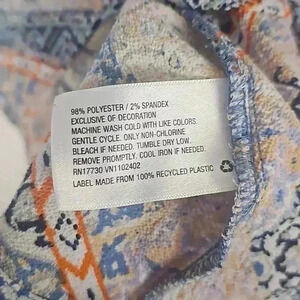 98% POLYESTER / 2% SPANDEX
EXCLUSIVE OF DECORATION
MACHINE WASH COLD WITH LIKE COLORS.
GENTLE CYCLE. ONLY NON-CHLORINE
BLEACH IF NEEDED. TUMBLE DRY LOW.
REMOVE PROMPTLY. COOL IRON IF NEEDED.
RN17730 VN1102402
LABEL MADE FROM 100% RECYCLED PLASTIC